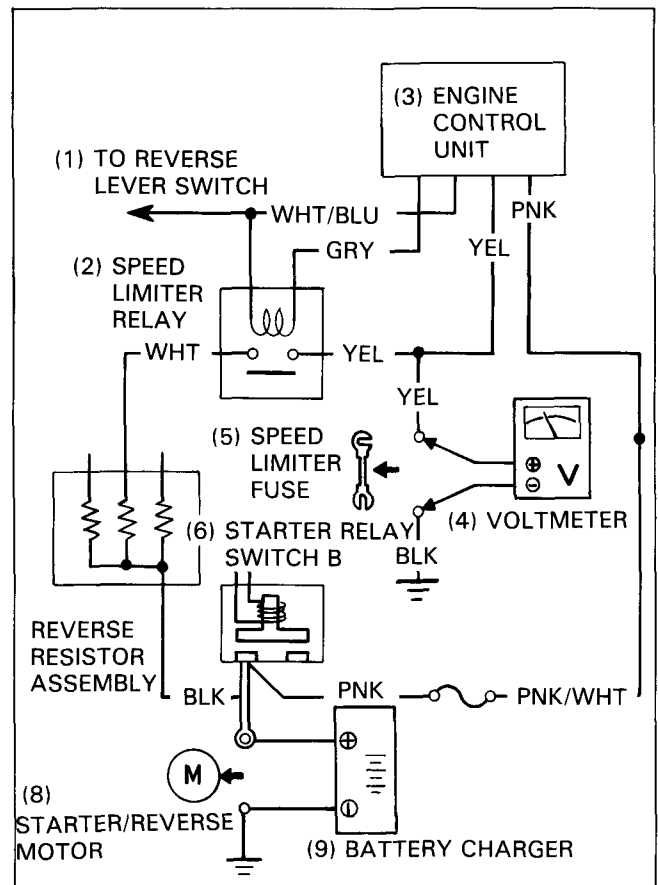 (3) ENGINE
CONTROL
UNIT
(1) TO REVERSE
LEVER SWITCH
WHT/BLU
PNK
GRY
YEL
(2) SPEED
LIMITER
RELAY
WHT
YEL
YEL
(5) SPEED
LIMITER
FUSE
⊕
⊖ V
(4) VOLTMETER
(6) STARTER RELAY
SWITCH B
BLK
REVERSE
RESISTOR
ASSEMBLY
BLK
PNK
PNK/WHT
M
(8)
STARTER/REVERSE
MOTOR
(9) BATTERY CHARGER